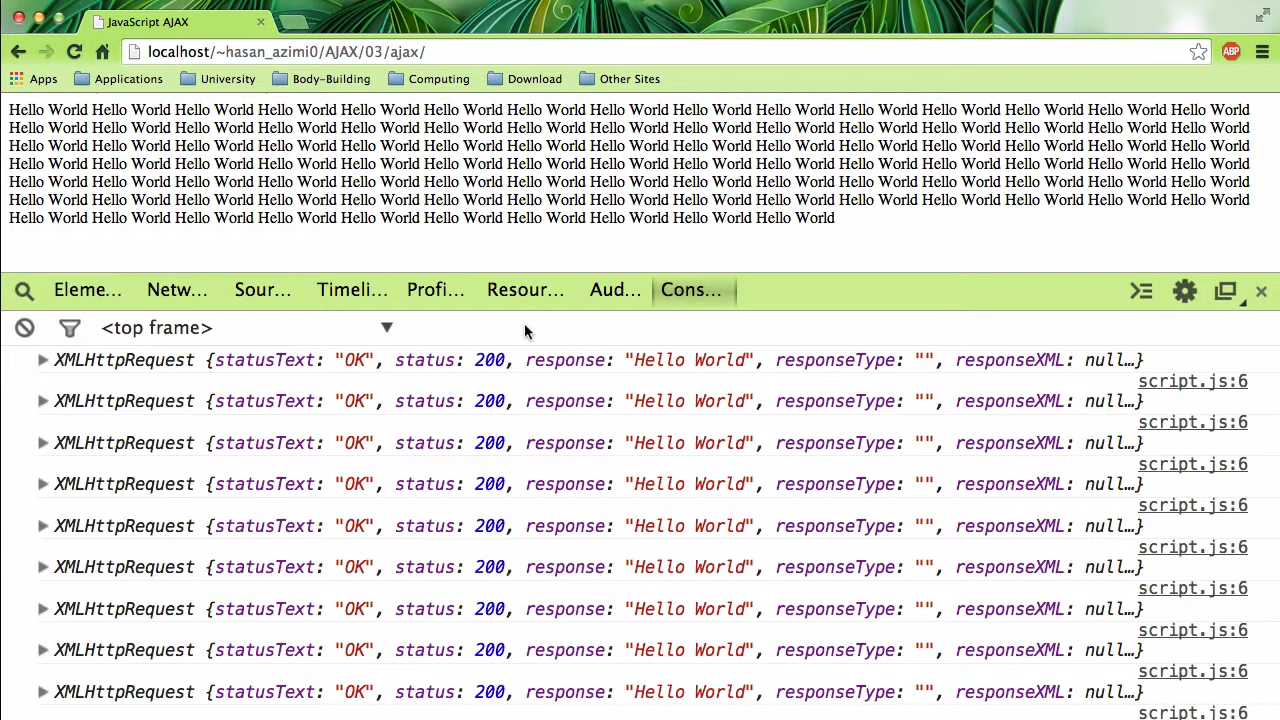 JavaScript AJAX
localhost/~hasan_azimi0/AJAX/03/ajax/
ABP
Apps Applications University Body-Building Computing Download Other Sites
Hello World Hello World Hello World Hello World Hello World Hello World Hello World Hello World Hello World Hello World Hello World Hello World Hello World Hello World Hello World
Hello World Hello World Hello World Hello World Hello World Hello World Hello World Hello World Hello World Hello World Hello World Hello World Hello World Hello World Hello World
Hello World Hello World Hello World Hello World Hello World Hello World Hello World Hello World Hello World Hello World Hello World Hello World Hello World Hello World Hello World
Hello World Hello World Hello World Hello World Hello World Hello World Hello World Hello World Hello World Hello World Hello World Hello World Hello World Hello World Hello World
Hello World Hello World Hello World Hello World Hello World Hello World Hello World Hello World Hello World Hello World Hello World Hello World Hello World Hello World Hello World
Hello World Hello World Hello World Hello World Hello World Hello World Hello World Hello World Hello World Hello World Hello World Hello World Hello World Hello World Hello World
Hello World Hello World Hello World Hello World Hello World Hello World Hello World Hello World Hello World Hello World
Eleme… Netw… Sour… Timeli… Profi… Resour… Aud… Cons…
<top frame>
XMLHttpRequest {statusText: "OK", status: 200, response: "Hello World", responseType: "", responseXML: null…}
script.js:6
XMLHttpRequest {statusText: "OK", status: 200, response: "Hello World", responseType: "", responseXML: null…}
script.js:6
XMLHttpRequest {statusText: "OK", status: 200, response: "Hello World", responseType: "", responseXML: null…}
script.js:6
XMLHttpRequest {statusText: "OK", status: 200, response: "Hello World", responseType: "", responseXML: null…}
script.js:6
XMLHttpRequest {statusText: "OK", status: 200, response: "Hello World", responseType: "", responseXML: null…}
script.js:6
XMLHttpRequest {statusText: "OK", status: 200, response: "Hello World", responseType: "", responseXML: null…}
script.js:6
XMLHttpRequest {statusText: "OK", status: 200, response: "Hello World", responseType: "", responseXML: null…}
script.js:6
XMLHttpRequest {statusText: "OK", status: 200, response: "Hello World", responseType: "", responseXML: null…}
script.js:6
XMLHttpRequest {statusText: "OK", status: 200, response: "Hello World", responseType: "", responseXML: null…}
script.js:6